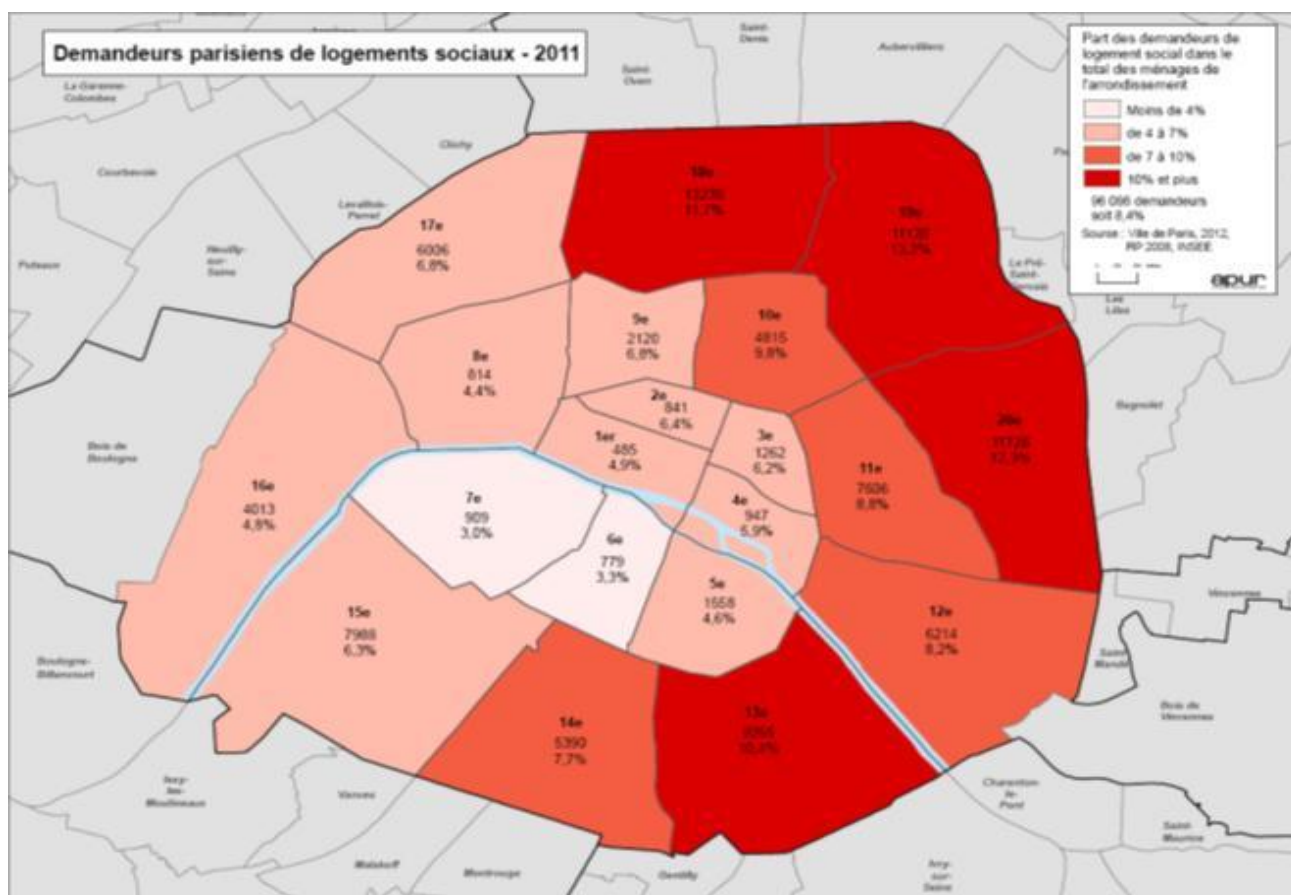 Demandeurs parisiens de logements sociaux - 2011
Part des demandeurs de
logement social dans le
total des ménages de
l'arrondissement
Moins de 4%
de 4 à 7%
de 7 à 10%
10% et plus
96 098 demandeurs
soit 8,4%
Source : Ville de Paris, 2012,
RP 2008, INSEE
apur
Saint-
Denis
Aubervilliers
Saint-
Ouen
La Garenne-
Colombes
Clichy
Courbevoie
Levallois-
Perret
Neuilly-
sur-
Seine
Puteaux
Le Pré-
Saint-
Gervais
Les
Lilas
17e
6006
6,8%
18e
11,7%
19e
9e
2120
6,8%
10e
4815
9,8%
8e
814
4,4%
2e
841
6,4%
20e
Bagnolet
1er
485
4,9%
3e
1262
6,2%
Bois de
Boulogne
11e
7606
8,8%
16e
4013
4,8%
7e
909
3,0%
4e
947
5,9%
6e
779
3,3%
5e
1558
4,6%
Vincennes
15e
7988
6,3%
12e
6214
8,2%
Saint-
Mandé
Boulogne-
Billancourt
Bois de
Vincennes
14e
5390
7,7%
13e
Issy-
les-
Moulineaux
Vanves
Charenton-
le-
Pont
Saint-
Maurice
Malakoff
Montrouge
Gentilly
Ivry-
sur-
Seine